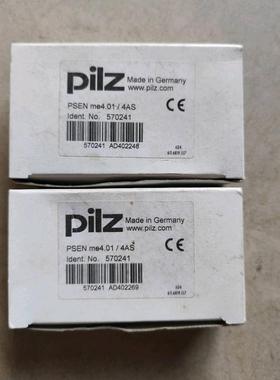 pilz
Made in Germany
www.pilz.com
PSEN me4.01 / 4AS
Ident. No. 570241
CE
570241 AD402248
pilz
Made in Germany
www.pilz.com
PSEN me4.01 / 4AS
Ident. No. 570241
CE
570241 AD402269